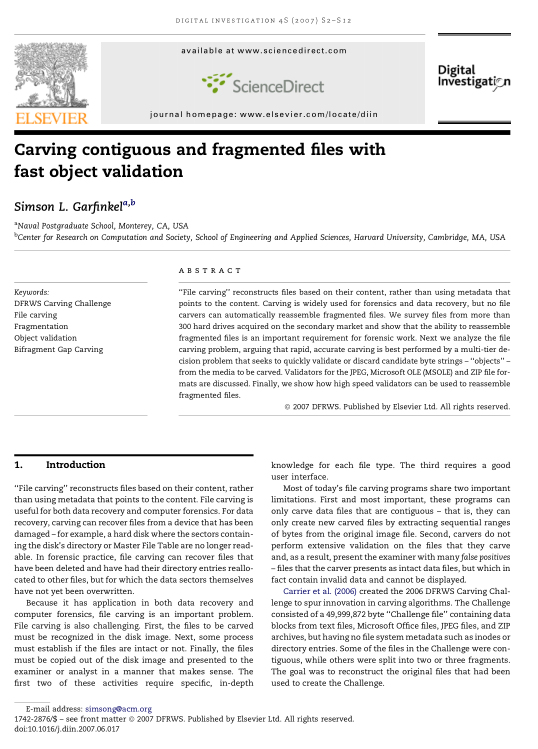 DIGITAL INVESTIGATION 4S (2007) S2–S12
available at www.sciencedirect.com
ScienceDirect
journal homepage: www.elsevier.com/locate/diin
ELSEVIER
Digital
Investigation
Carving contiguous and fragmented files with
fast object validation
Simson L. Garfinkel a,b
a Naval Postgraduate School, Monterey, CA, USA
b Center for Research on Computation and Society, School of Engineering and Applied Sciences, Harvard University, Cambridge, MA, USA
ABSTRACT
Keywords:
DFRWS Carving Challenge
File carving
Fragmentation
Object validation
Bifragment Gap Carving
“File carving” reconstructs files based on their content, rather than using metadata that
points to the content. Carving is widely used for forensics and data recovery, but no file
carvers can automatically reassemble fragmented files. We survey files from more than
300 hard drives acquired on the secondary market and show that the ability to reassemble
fragmented files is an important requirement for forensic work. Next we analyze the file
carving problem, arguing that rapid, accurate carving is best performed by a multi-tier de-
cision problem that seeks to quickly validate or discard candidate byte strings – “objects” –
from the media to be carved. Validators for the JPEG, Microsoft OLE (MSOLE) and ZIP file for-
mats are discussed. Finally, we show how high speed validators can be used to reassemble
fragmented files.
© 2007 DFRWS. Published by Elsevier Ltd. All rights reserved.
1. Introduction
“File carving” reconstructs files based on their content, rather
than using metadata that points to the content. File carving is
useful for both data recovery and computer forensics. For data
recovery, carving can recover files from a device that has been
damaged – for example, a hard disk where the sectors contain-
ing the disk’s directory or Master File Table are no longer read-
able. In forensic practice, file carving can recover files that
have been deleted and have had their directory entries reallo-
cated to other files, but for which the data sectors themselves
have not yet been overwritten.
Because it has application in both data recovery and
computer forensics, file carving is an important problem.
File carving is also challenging. First, the files to be carved
must be recognized in the disk image. Next, some process
must establish if the files are intact or not. Finally, the files
must be copied out of the disk image and presented to the
examiner or analyst in a manner that makes sense. The
first two of these activities require specific, in-depth
knowledge for each file type. The third requires a good
user interface.
Most of today’s file carving programs share two important
limitations. First and most important, these programs can
only carve data files that are contiguous – that is, they can
only create new carved files by extracting sequential ranges
of bytes from the original image file. Second, carvers do not
perform extensive validation on the files that they carve
and, as a result, present the examiner with many false positives
– files that the carver presents as intact data files, but which in
fact contain invalid data and cannot be displayed.
Carrier et al. (2006) created the 2006 DFRWS Carving Chal-
lenge to spur innovation in carving algorithms. The Challenge
consisted of a 49,999,872 byte “Challenge file” containing data
blocks from text files, Microsoft Office files, JPEG files, and ZIP
archives, but having no file system metadata such as inodes or
directory entries. Some of the files in the Challenge were con-
tiguous, while others were split into two or three fragments.
The goal was to reconstruct the original files that had been
used to create the Challenge.
E-mail address: simsong@acm.org
1742-2876/$ – see front matter © 2007 DFRWS. Published by Elsevier Ltd. All rights reserved.
doi:10.1016/j.diin.2007.06.017